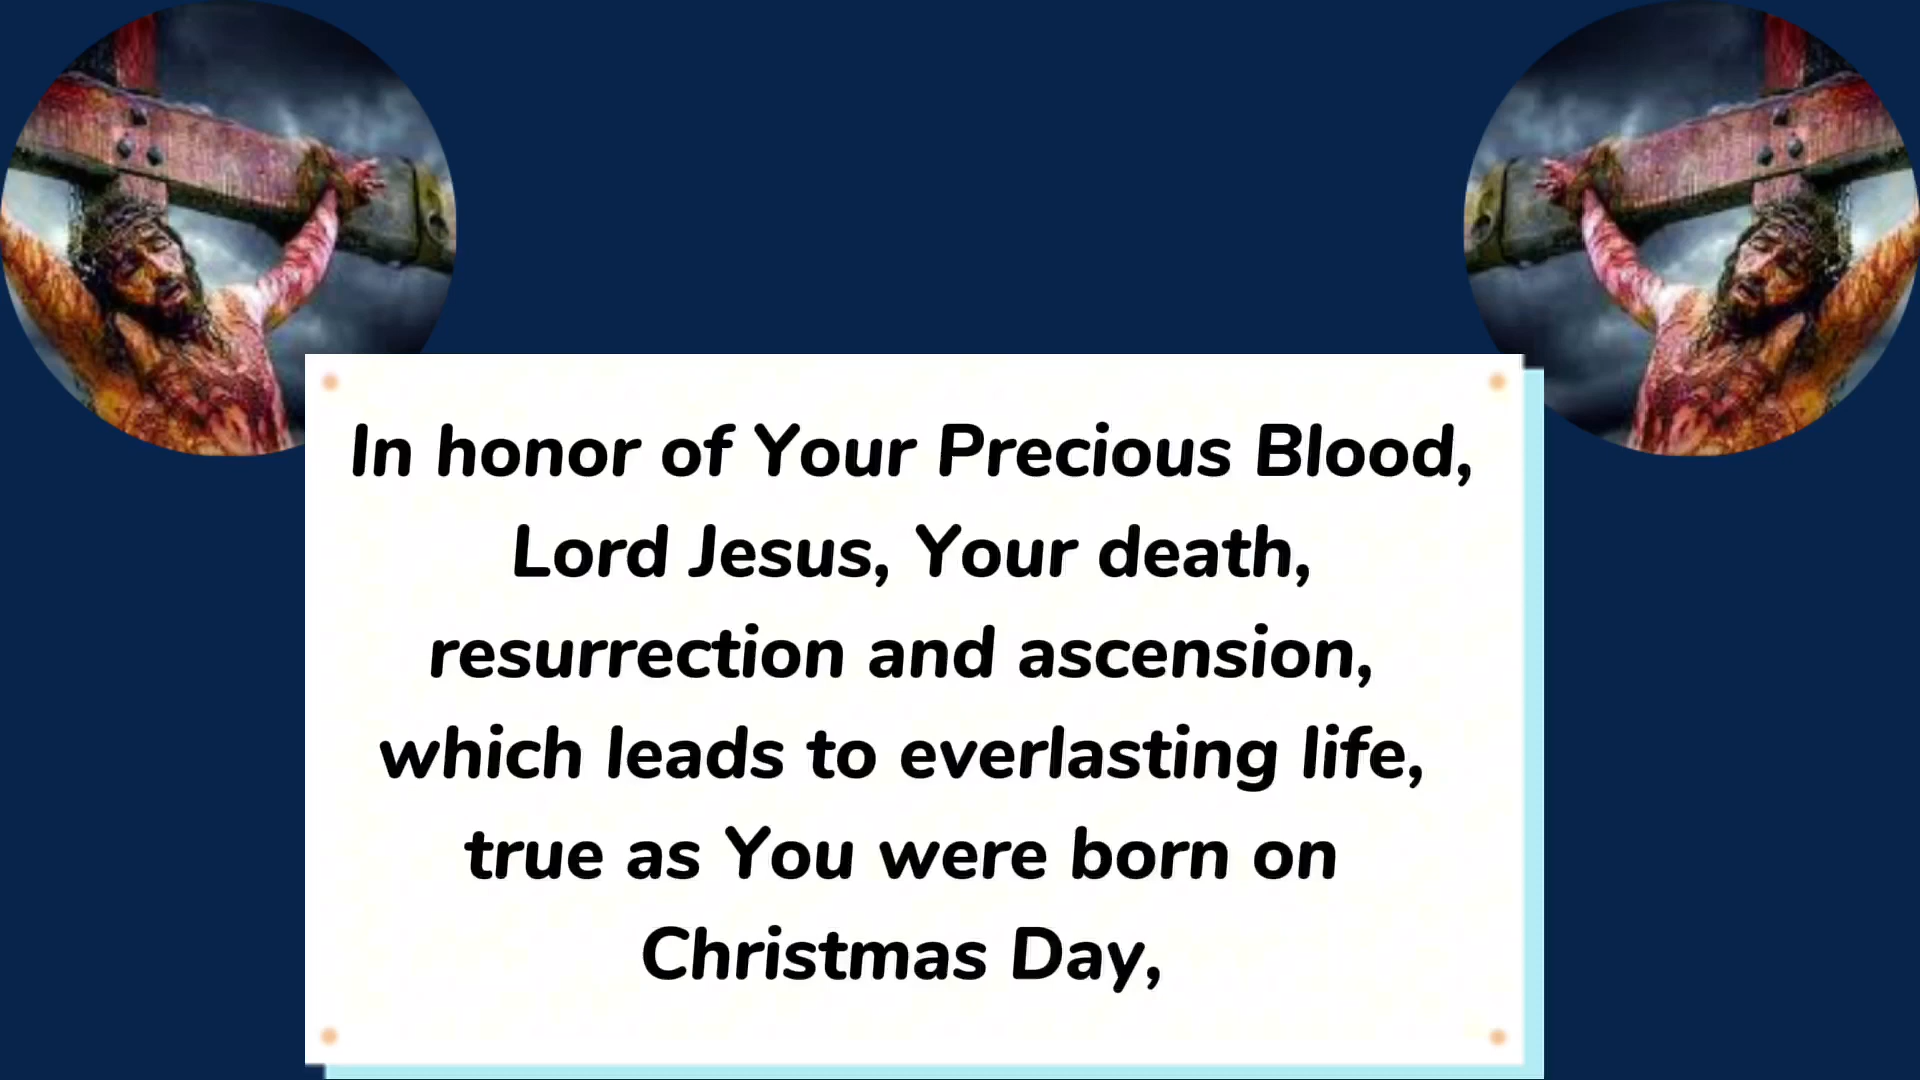 In honor of Your Precious Blood,
Lord Jesus, Your death,
resurrection and ascension,
which leads to everlasting life,
true as You were born on
Christmas Day,